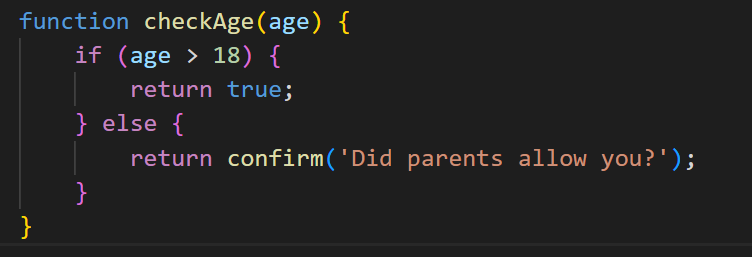 function checkAge(age) {
    if (age > 18) {
        return true;
    } else {
        return confirm('Did parents allow you?');
    }
}